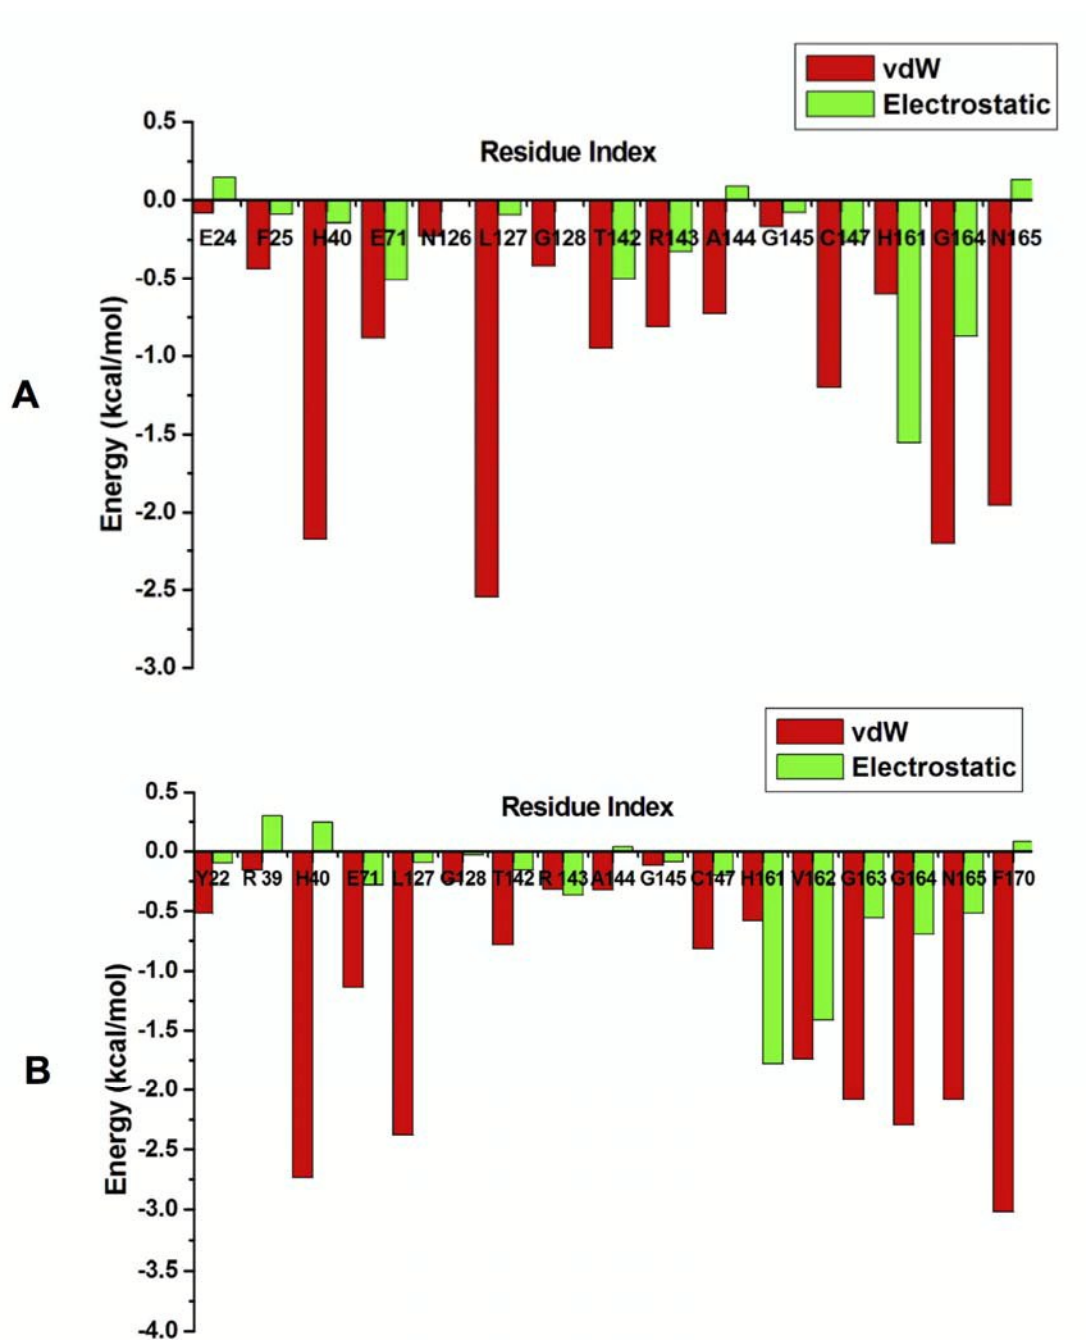 vdW
Electrostatic
Residue Index
0.5
0.0
E24 F25 H40 E71 N126 L127 G128 T142 R143 A144 G145 C147 H161 G164 N165
-0.5
-1.0
-1.5
-2.0
-2.5
-3.0
Energy (kcal/mol)
A
vdW
Electrostatic
Residue Index
0.5
0.0
Y22 R 39 H40 E71 L127 G128 T142 R 143 A144 G145 C147 H161 V162 G163 G164 N165 F170
-0.5
-1.0
-1.5
-2.0
-2.5
-3.0
-3.5
-4.0
Energy (kcal/mol)
B